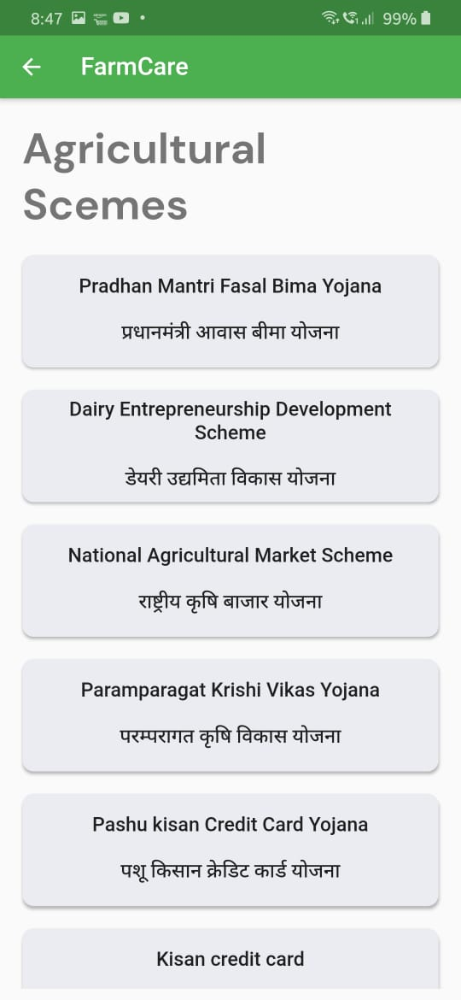 8:47
99%
FarmCare
Agricultural
Scemes
Pradhan Mantri Fasal Bima Yojana
प्रधानमंत्री आवास बीमा योजना
Dairy Entrepreneurship Development
Scheme
डेयरी उद्यमिता विकास योजना
National Agricultural Market Scheme
राष्ट्रीय कृषि बाजार योजना
Paramparagat Krishi Vikas Yojana
परम्परागत कृषि विकास योजना
Pashu kisan Credit Card Yojana
पशू किसान क्रेडिट कार्ड योजना
Kisan credit card